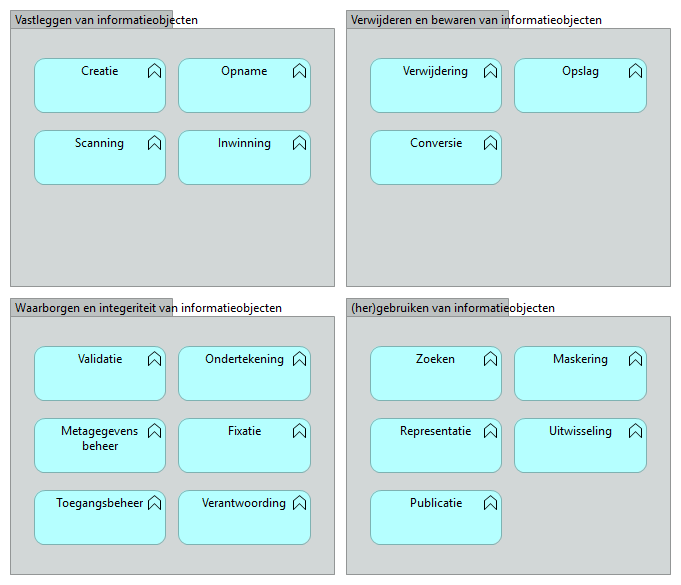 Vastleggen van informatieobjecten
Creatie
Opname
Scanning
Inwinning
Verwijderen en bewaren van informatieobjecten
Verwijdering
Opslag
Conversie
Waarborgen en integeriteit van informatieobjecten
Validatie
Ondertekening
Metagegevens
beheer
Fixatie
Toegangsbeheer
Verantwoording
(her)gebruiken van informatieobjecten
Zoeken
Maskering
Representatie
Uitwisseling
Publicatie